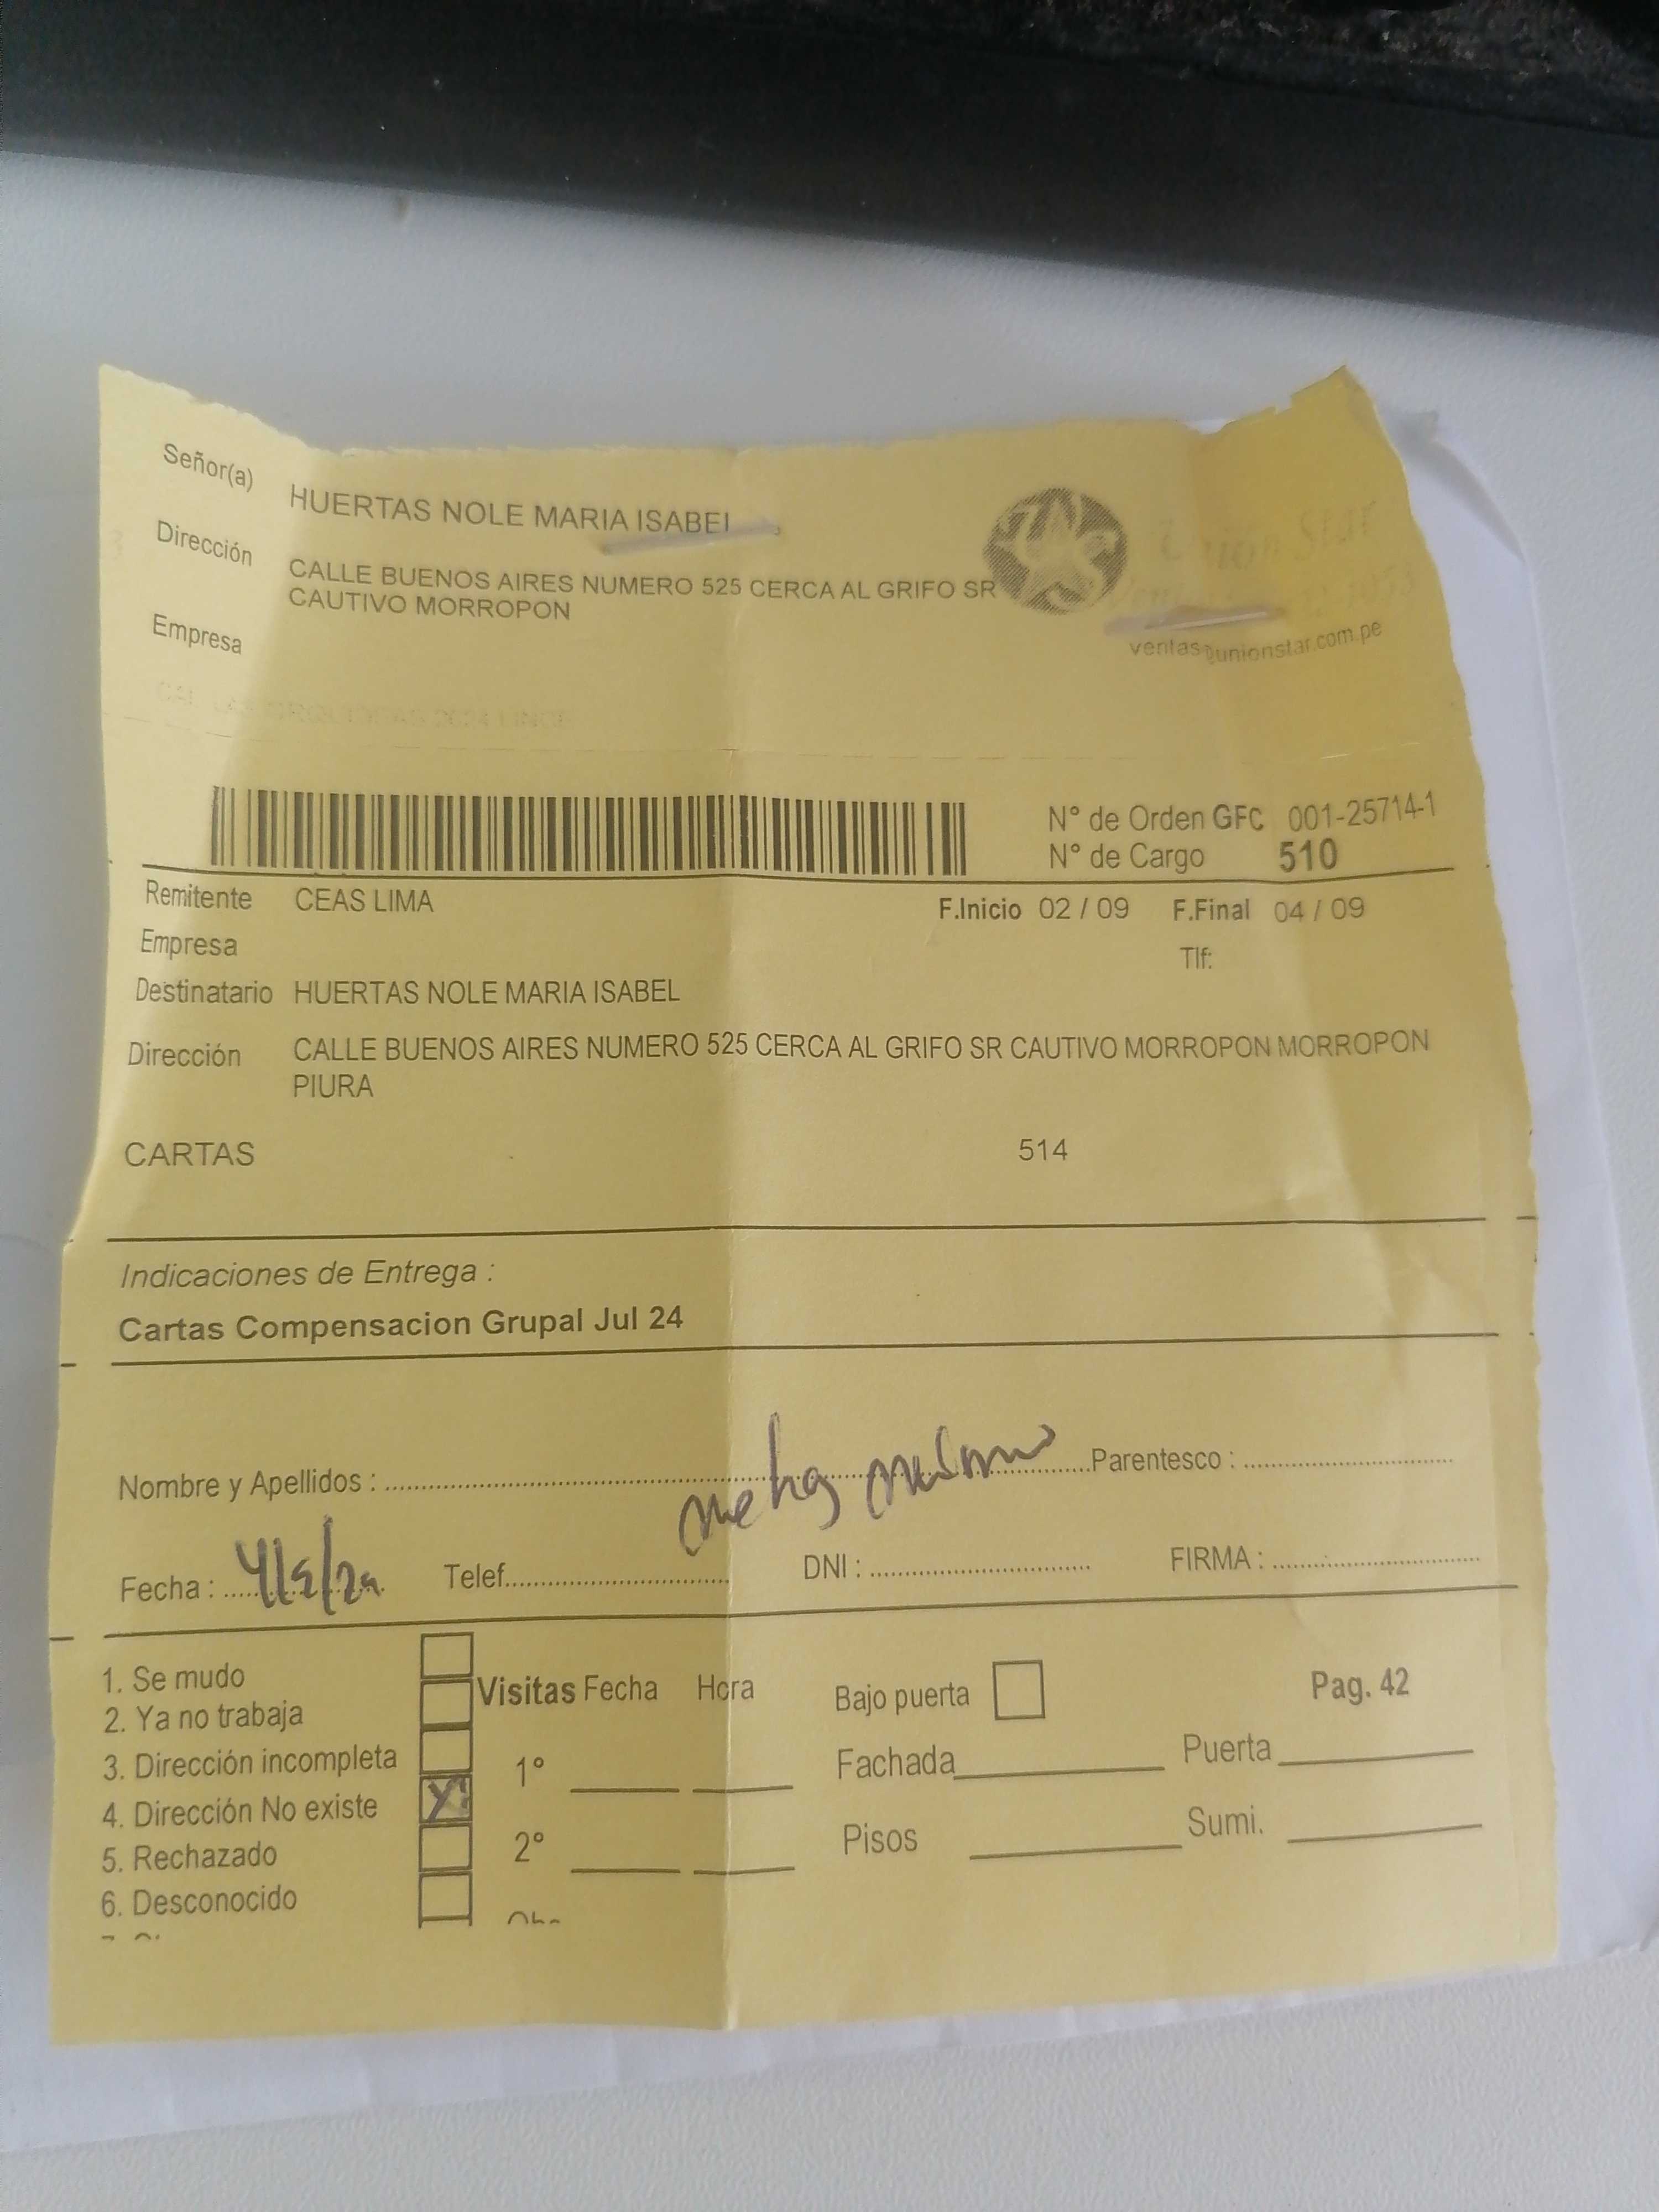 Señor(a) HUERTAS NOLE MARIA ISABEL
Dirección CALLE BUENOS AIRES NUMERO 525 CERCA AL GRIFO SR
CAUTIVO MORROPON
Union Star
ventas@unionstar.com.pe
Empresa
N° de Orden GFC 001-25714-1
N° de Cargo 510
Remitente CEAS LIMA
F.Inicio 02 / 09 F.Final 04 / 09
Empresa
Tlf:
Destinatario HUERTAS NOLE MARIA ISABEL
Dirección CALLE BUENOS AIRES NUMERO 525 CERCA AL GRIFO SR CAUTIVO MORROPON MORROPON
PIURA
CARTAS 514
Indicaciones de Entrega :
Cartas Compensacion Grupal Jul 24
Nombre y Apellidos : Parentesco :
Fecha : Telef. DNI : FIRMA :
1. Se mudo
2. Ya no trabaja
3. Dirección incompleta
4. Dirección No existe X
5. Rechazado
6. Desconocido
Visitas Fecha Hora
1°
2°
Bajo puerta
Pag. 42
Fachada Puerta
Pisos Sumi.